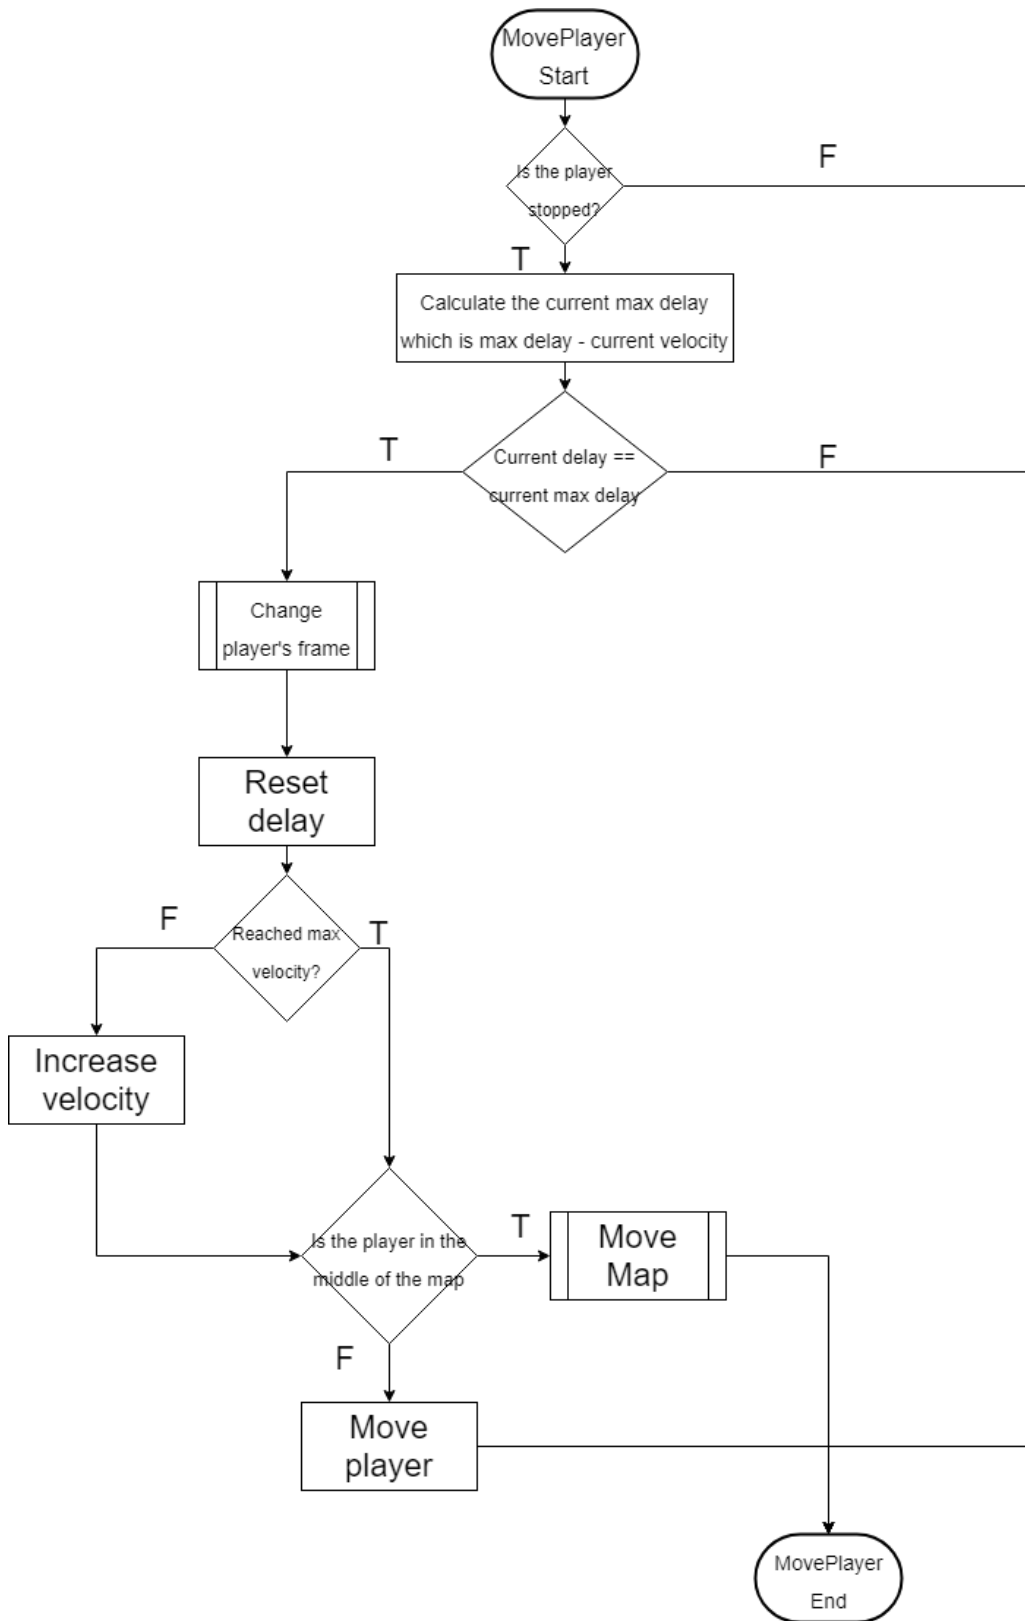 MovePlayer
Start
F
Is the player
stopped?
T
Calculate the current max delay
which is max delay - current velocity
T
F
Current delay ==
current max delay
Change
player's frame
Reset
delay
F
T
Reached max
velocity?
Increase
velocity
Is the player in the
middle of the map
T
Move
Map
F
Move
player
MovePlayer
End